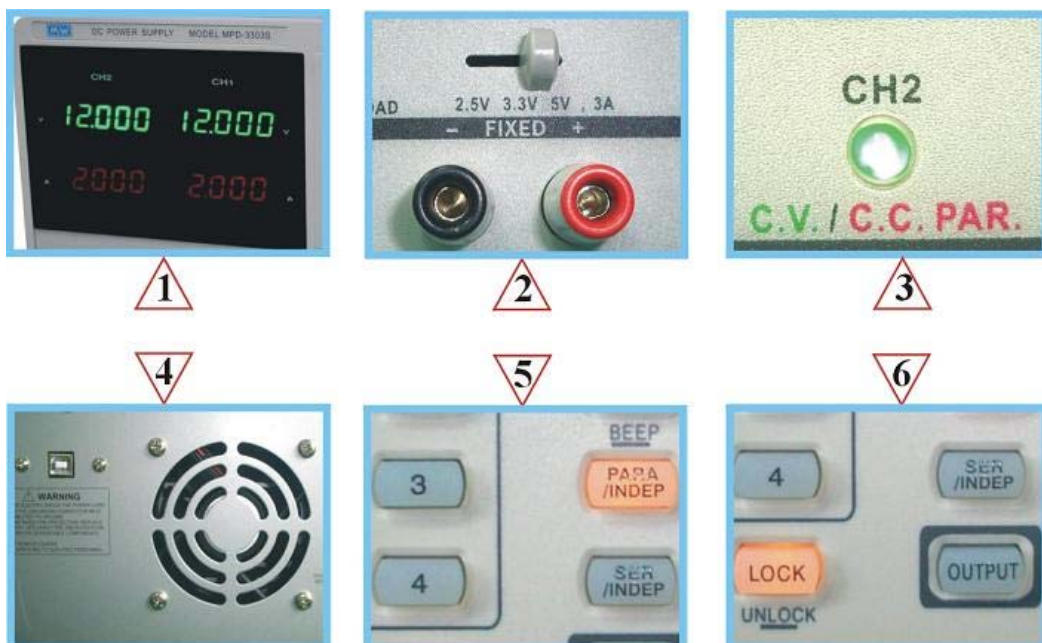 MW DC POWER SUPPLY MODEL MPD-3303S
CH2 CH1
12.000 12.000 V
2.000 2.000 A
2.5V 3.3V 5V , 3A
- FIXED +
CH2
C.V. / C.C. PAR.
1
2
3
4
5
6
WARNING
3
BEEP
PARA
/INDEP
4
SER
/INDEP
4
SER
/INDEP
LOCK
OUTPUT
UNLOCK